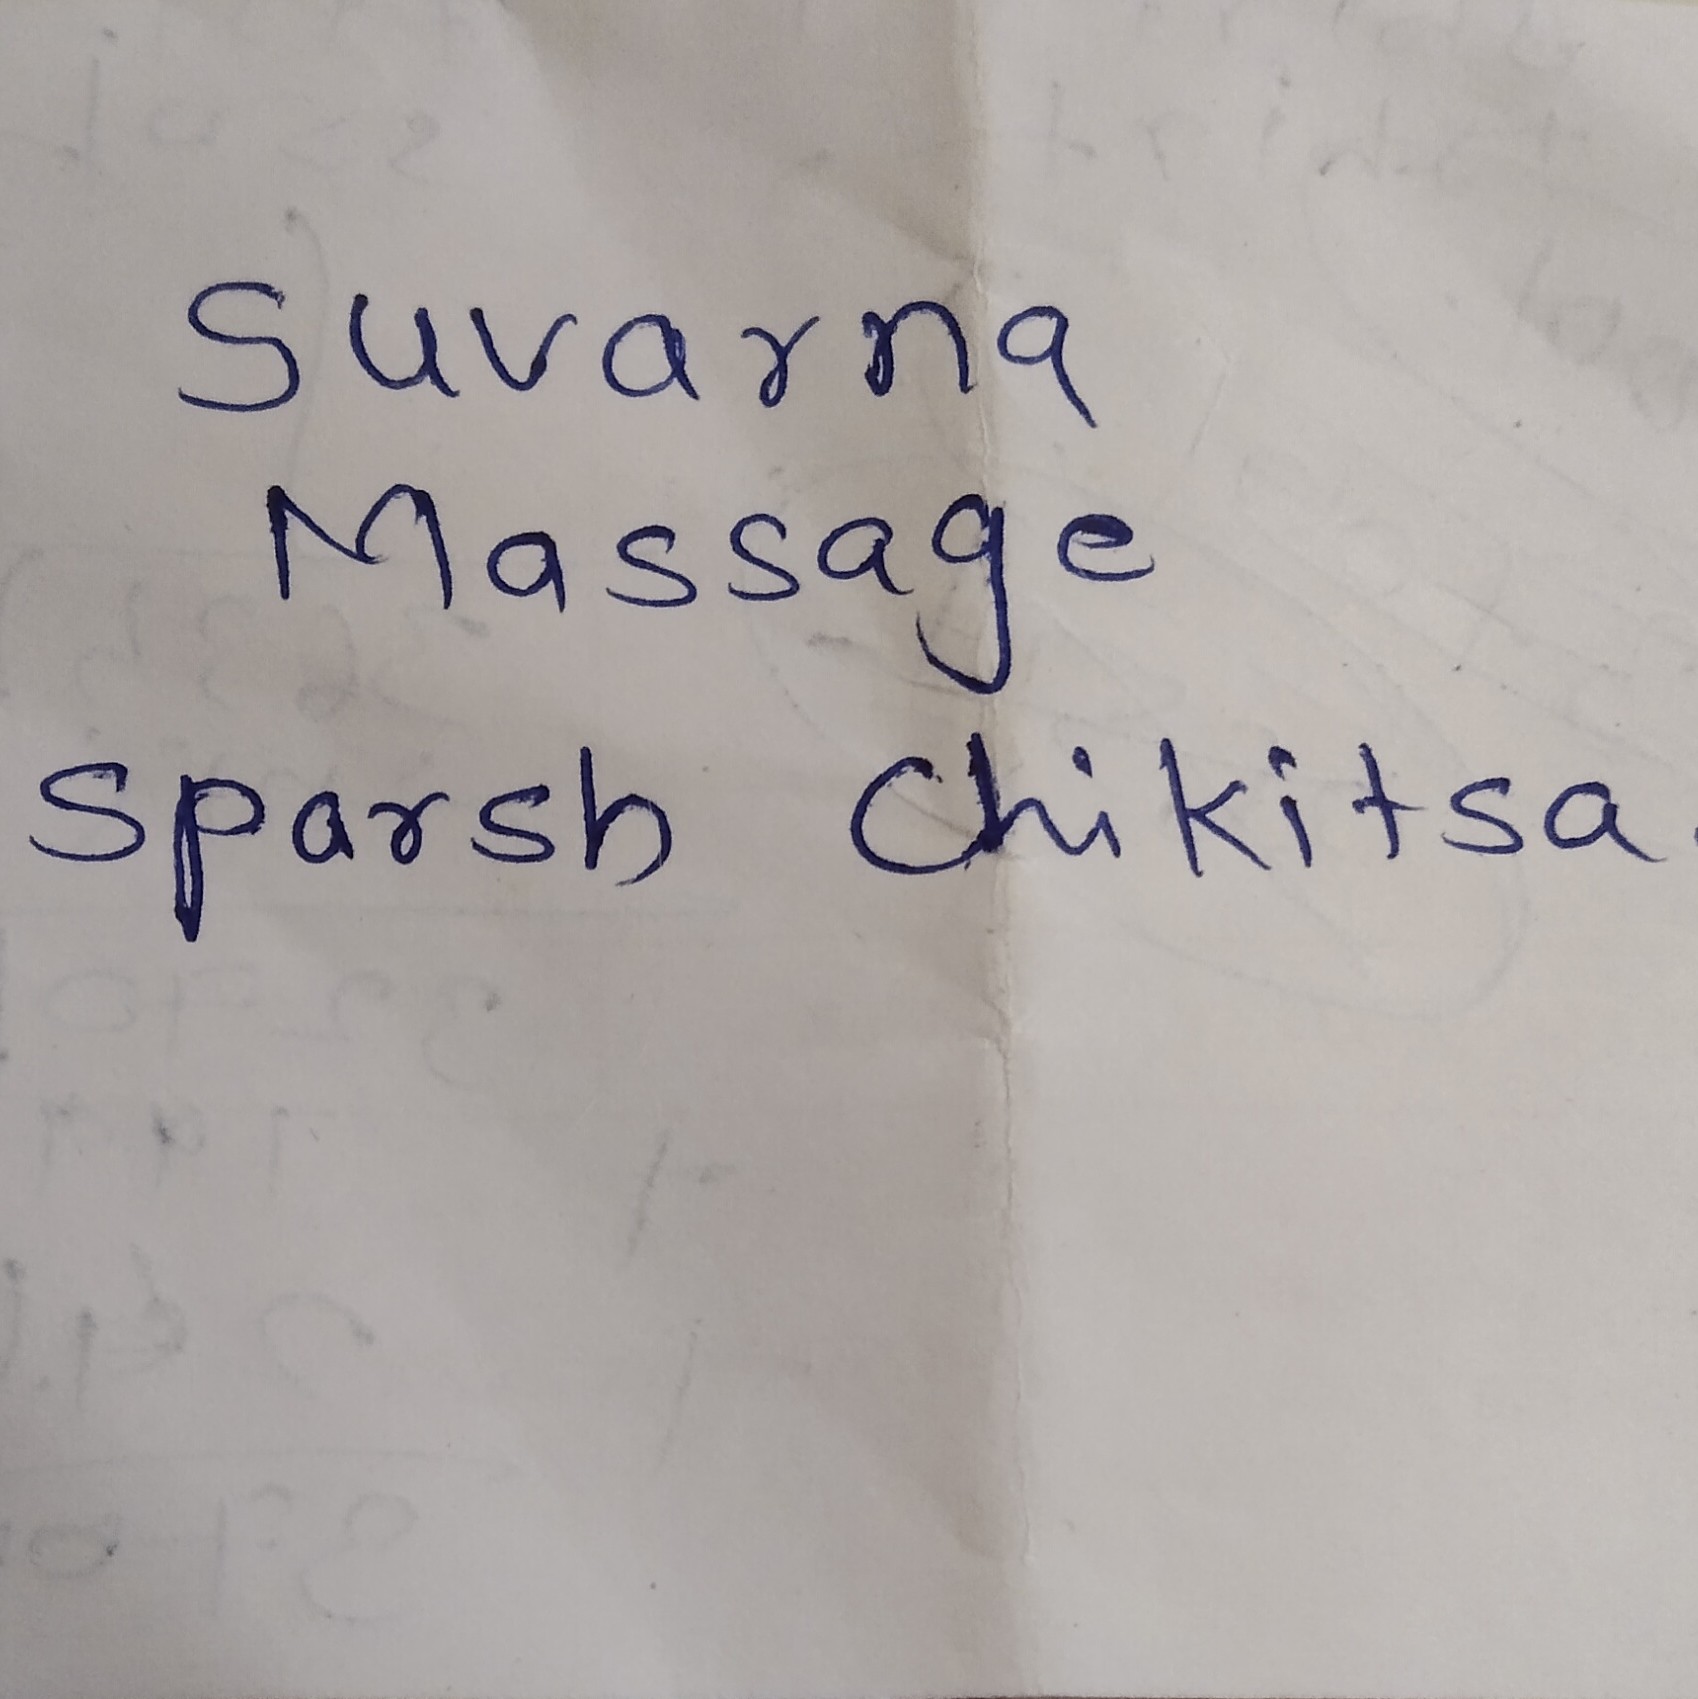 Suvarna
Massage
Sparsh Chikitsa.